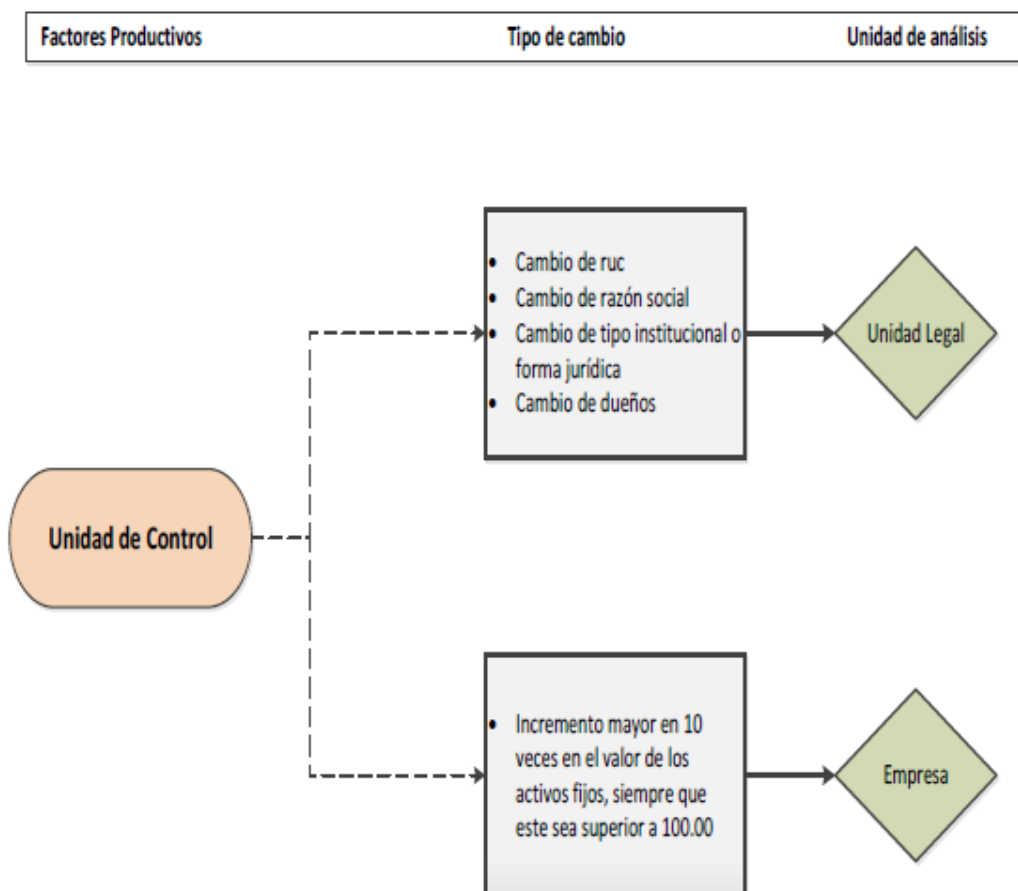 Factores Productivos Tipo de cambio Unidad de análisis
• Cambio de ruc
• Cambio de razón social
• Cambio de tipo institucional o
forma jurídica
• Cambio de dueños
Unidad Legal
Unidad de Control
• Incremento mayor en 10
veces en el valor de los
activos fijos, siempre que
este sea superior a 100.00
Empresa